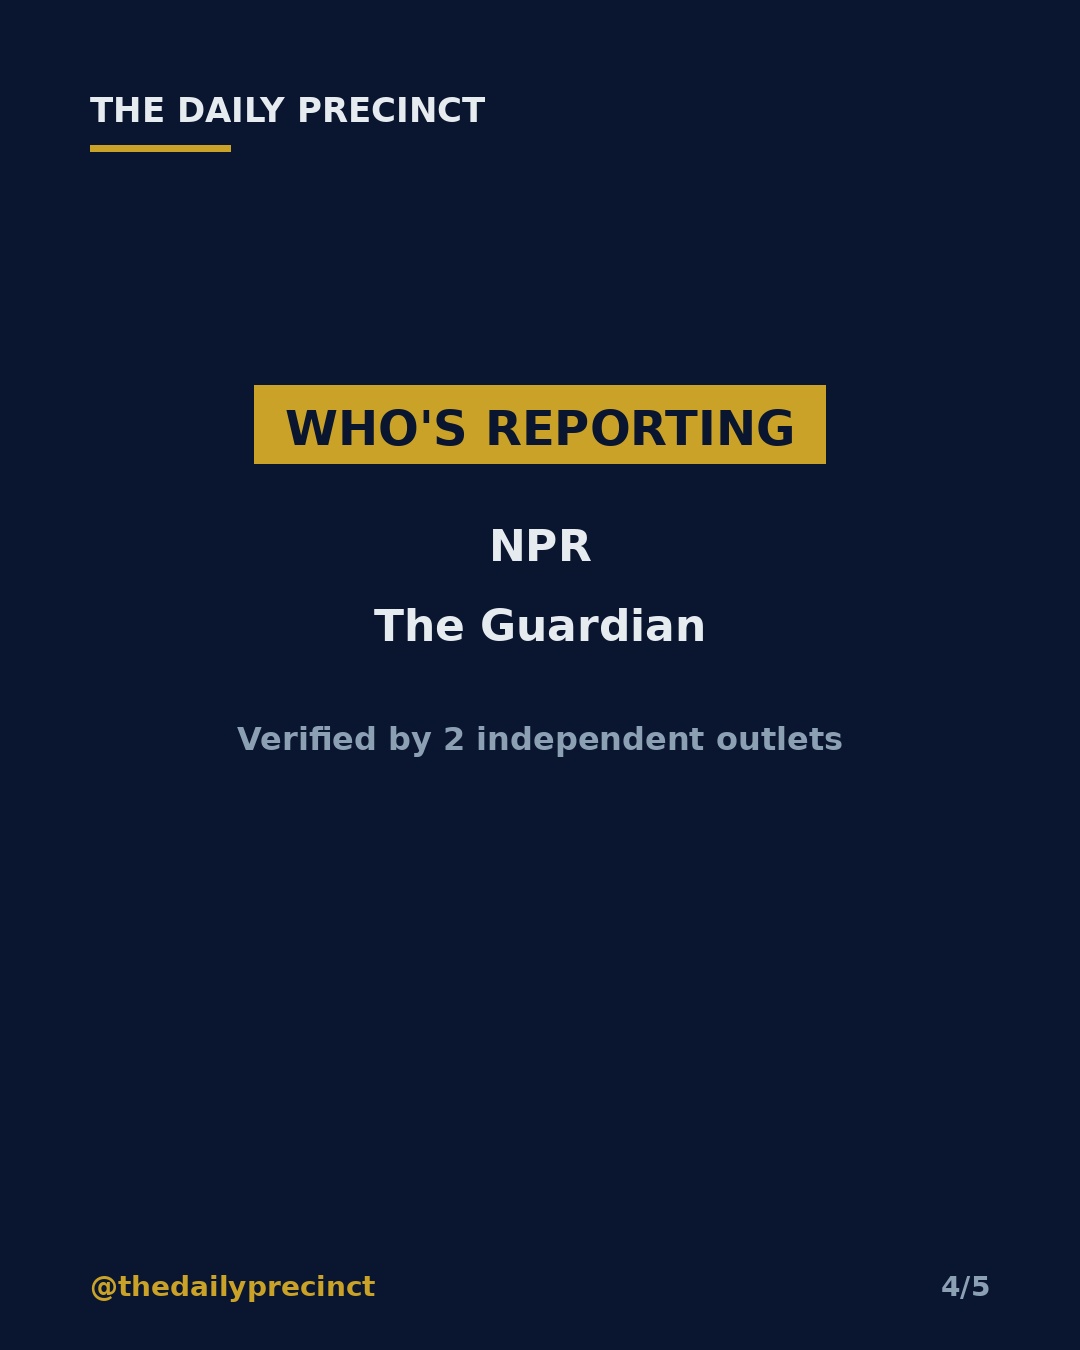 THE DAILY PRECINCT
WHO'S REPORTING
NPR
The Guardian
Verified by 2 independent outlets
@thedailyprecinct
4/5